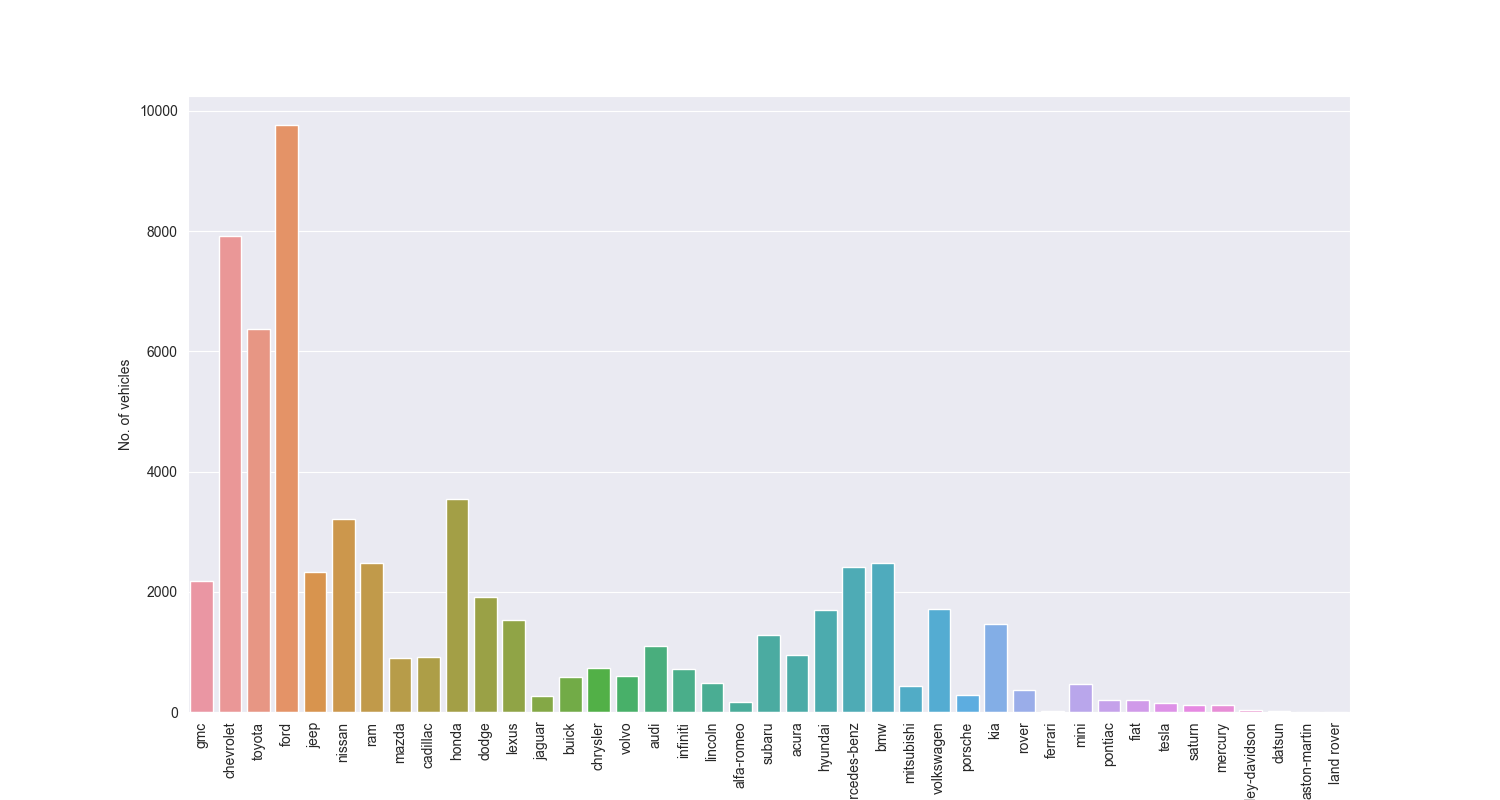 10000
8000
6000
4000
2000
0
No. of vehicles
gmc
chevrolet
toyota
ford
jeep
nissan
ram
mazda
cadillac
honda
dodge
lexus
jaguar
buick
chrysler
volvo
audi
infiniti
lincoln
alfa-romeo
subaru
acura
hyundai
rcedes-benz
bmw
mitsubishi
volkswagen
porsche
kia
rover
ferrari
mini
pontiac
fiat
tesla
saturn
mercury
ley-davidson
datsun
aston-martin
land rover